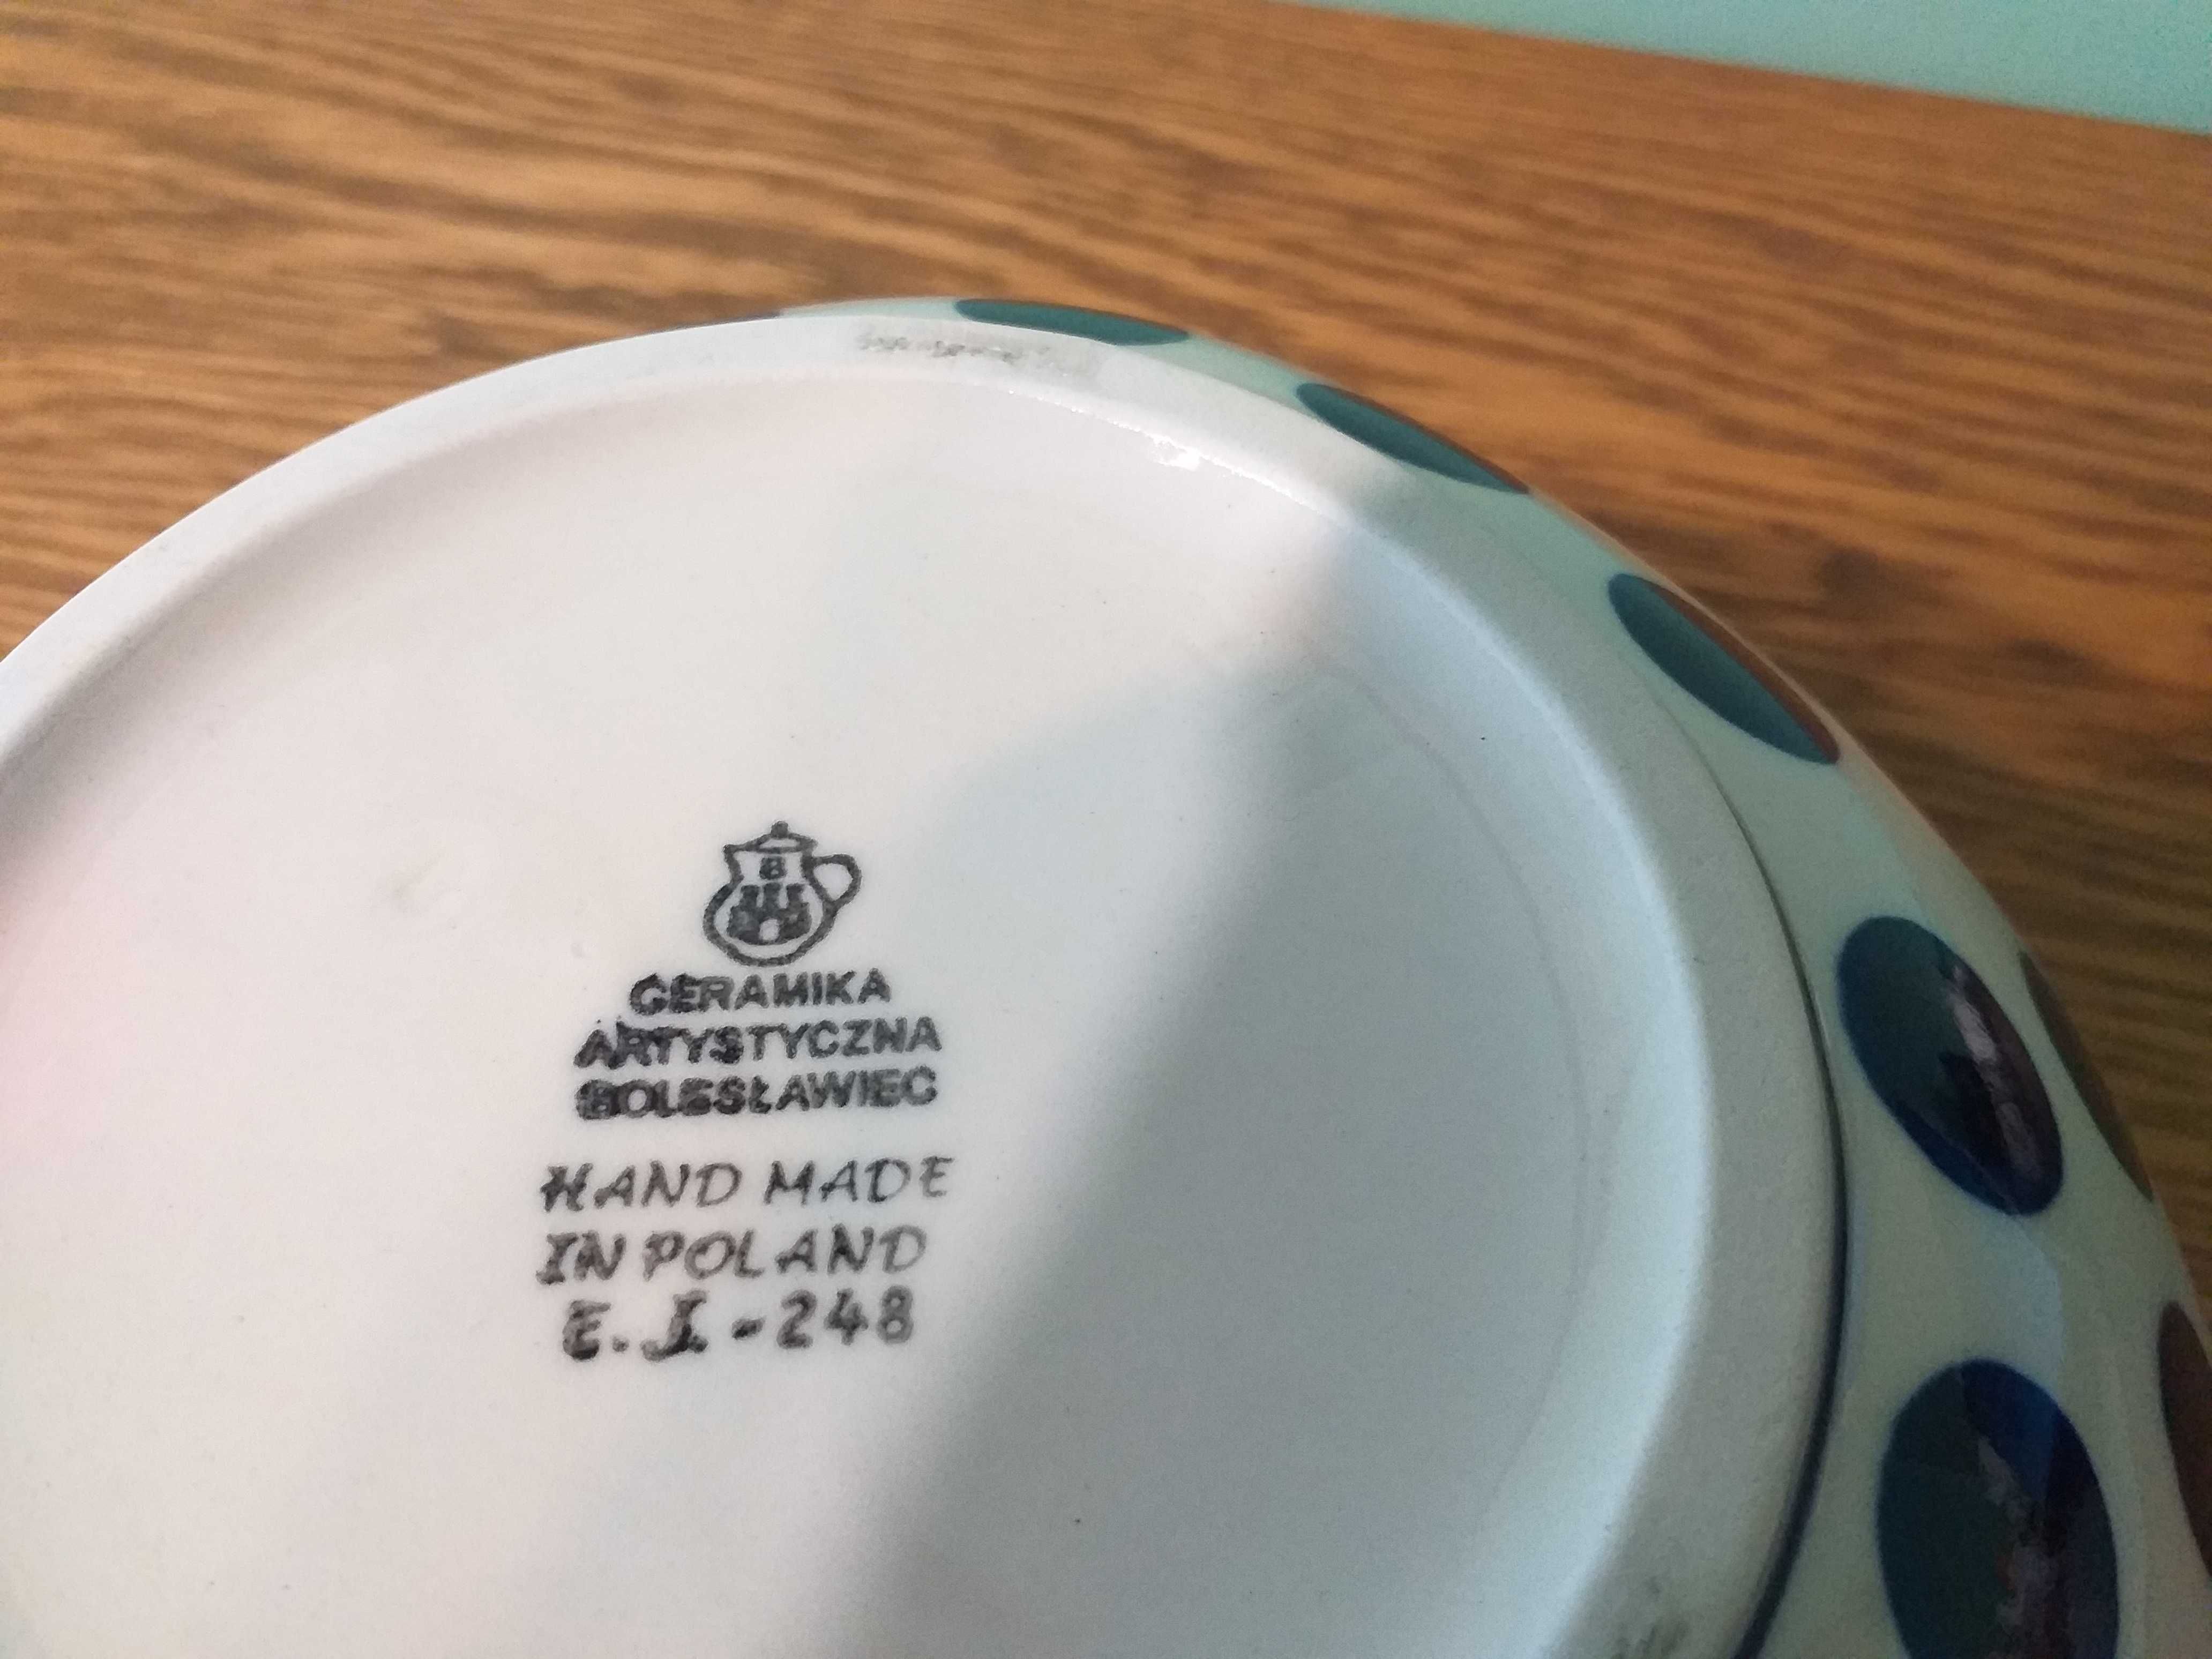 B
CERAMIKA
ARTYSTYCZNA
BOLESŁAWIEC
HAND MADE
IN POLAND
E. J. - 248